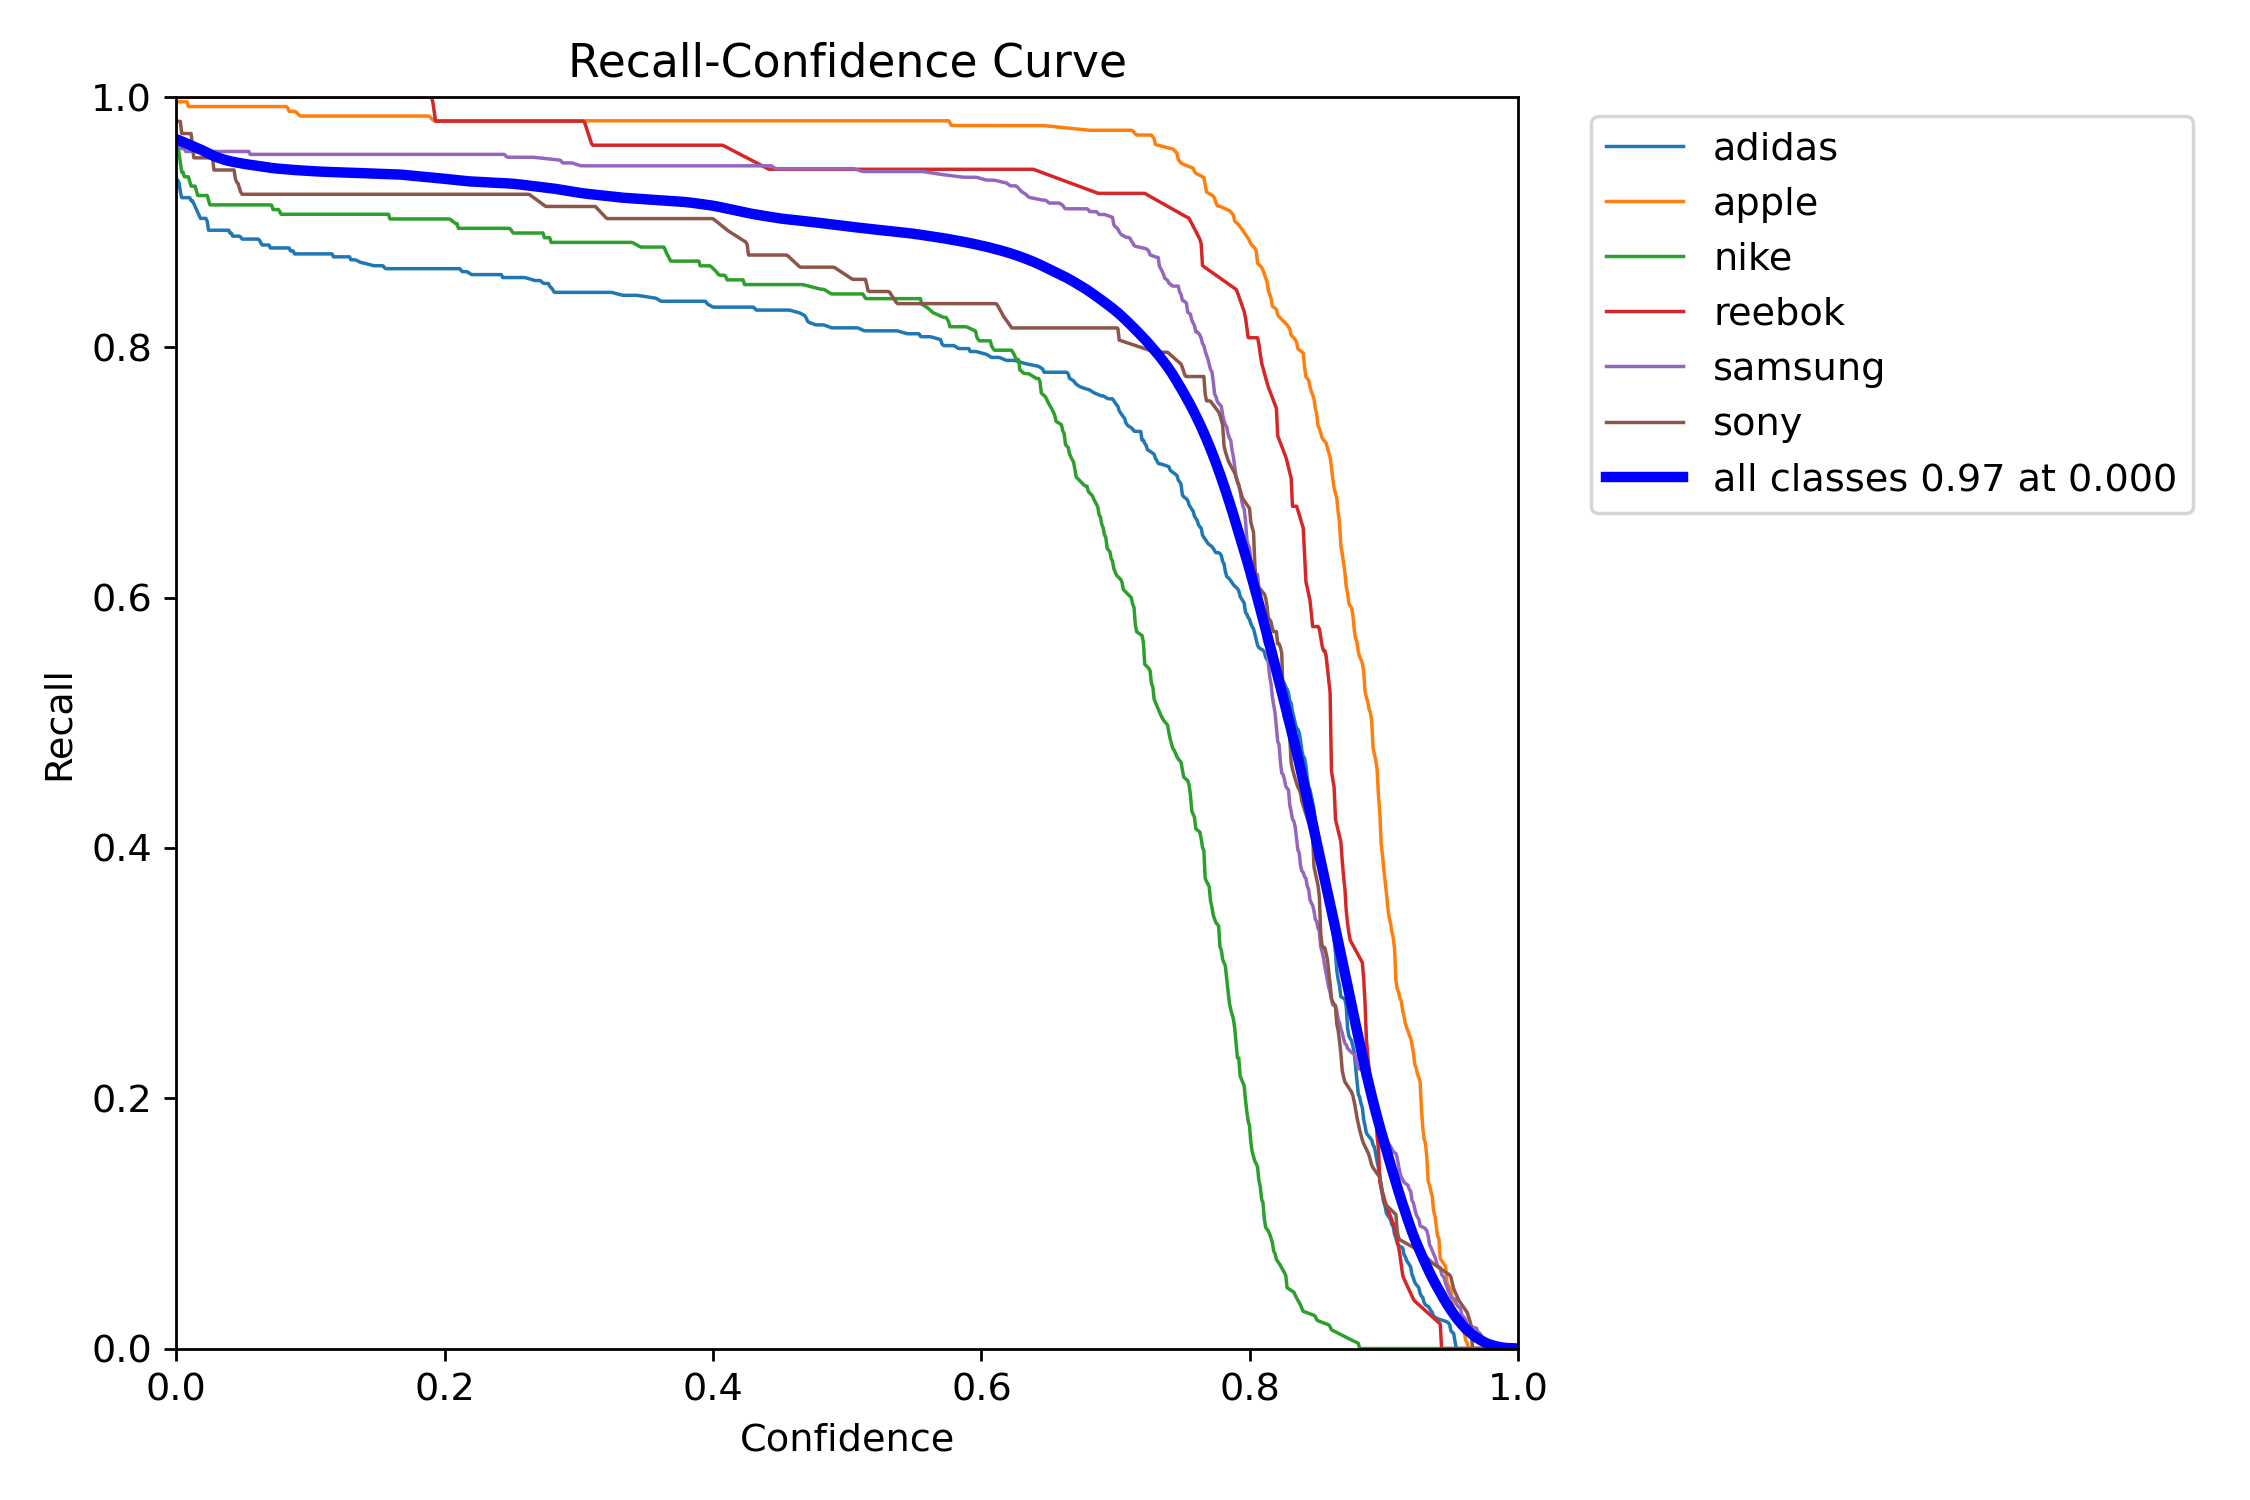 Recall-Confidence Curve
1.0
0.8
0.6
0.4
0.2
0.0
Recall
0.0 0.2 0.4 0.6 0.8 1.0
Confidence
adidas
apple
nike
reebok
samsung
sony
all classes 0.97 at 0.000